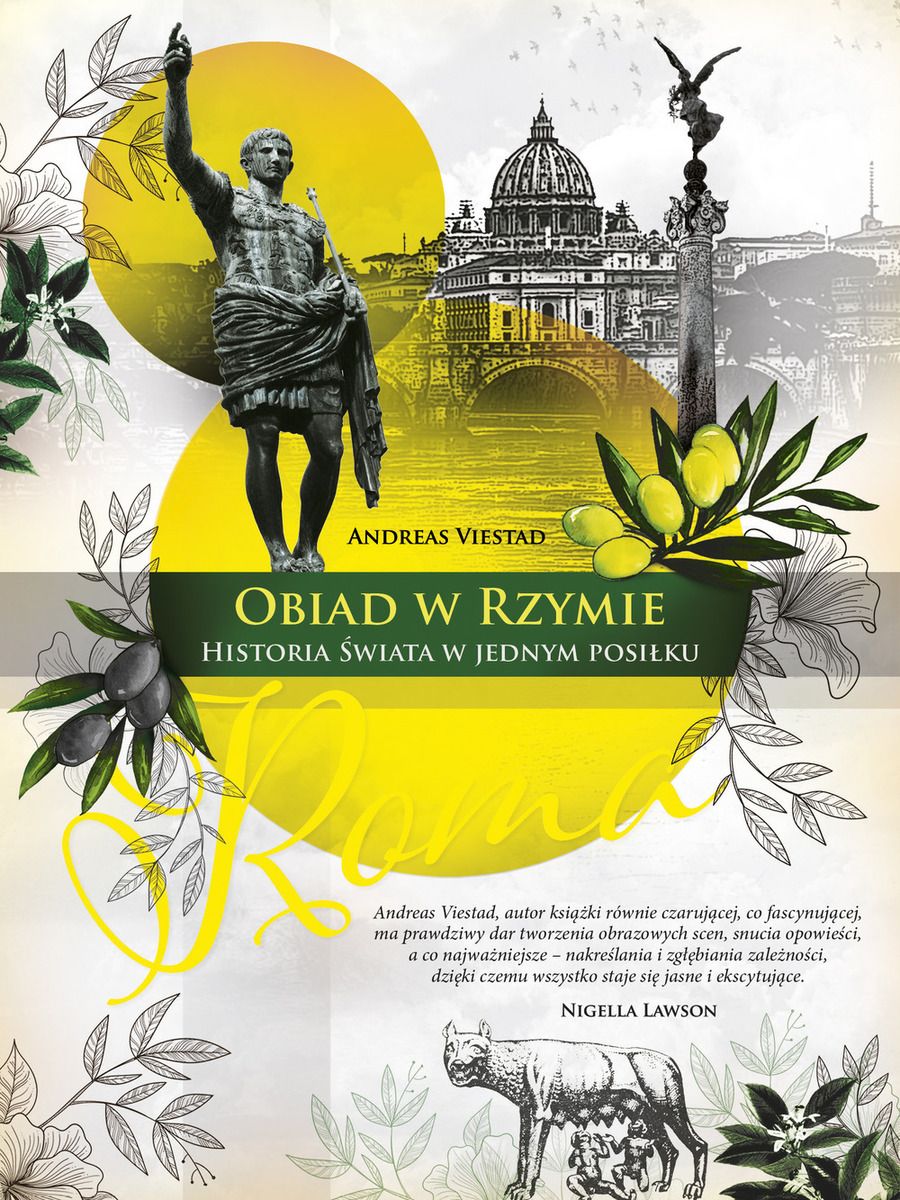 Andreas Viestad
Obiad w Rzymie
Historia Świata w jednym posiłku
Roma
Andreas Viestad, autor książki równie czarującej, co fascynującej,
ma prawdziwy dar tworzenia obrazowych scen, snucia opowieści,
a co najważniejsze – nakreślania i zgłębiania zależności,
dzięki czemu wszystko staje się jasne i ekscytujące.
Nigella Lawson